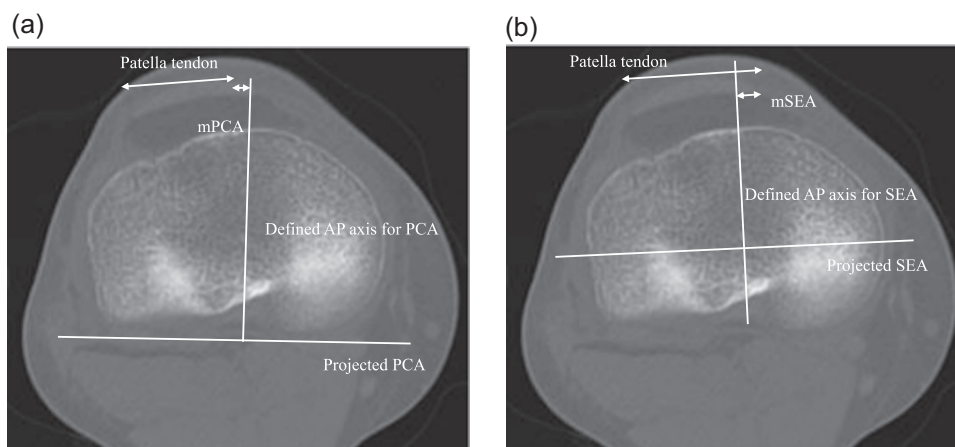 (a)
Patella tendon
mPCA
Defined AP axis for PCA
Projected PCA
(b)
Patella tendon
mSEA
Defined AP axis for SEA
Projected SEA